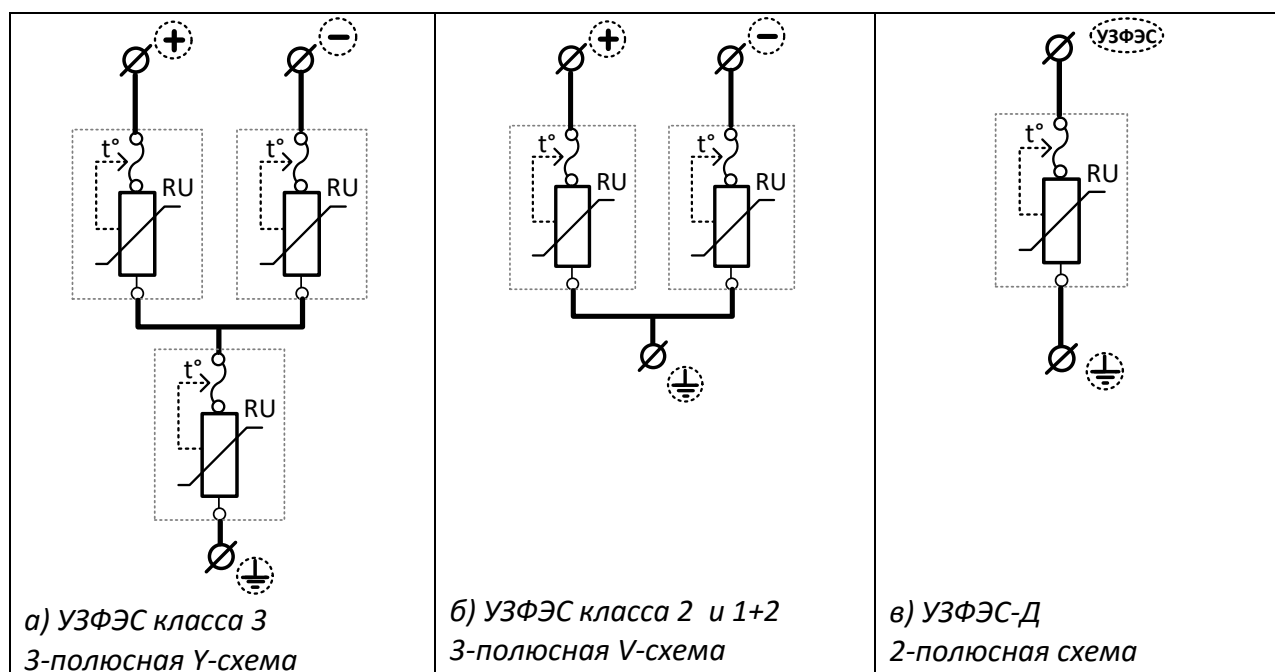 +
−
t°
RU
t°
RU
t°
RU
а) УЗФЭС класса 3
3-полюсная Y-схема
+
−
t°
RU
t°
RU
б) УЗФЭС класса 2 и 1+2
3-полюсная V-схема
УЗФЭС
t°
RU
в) УЗФЭС-Д
2-полюсная схема